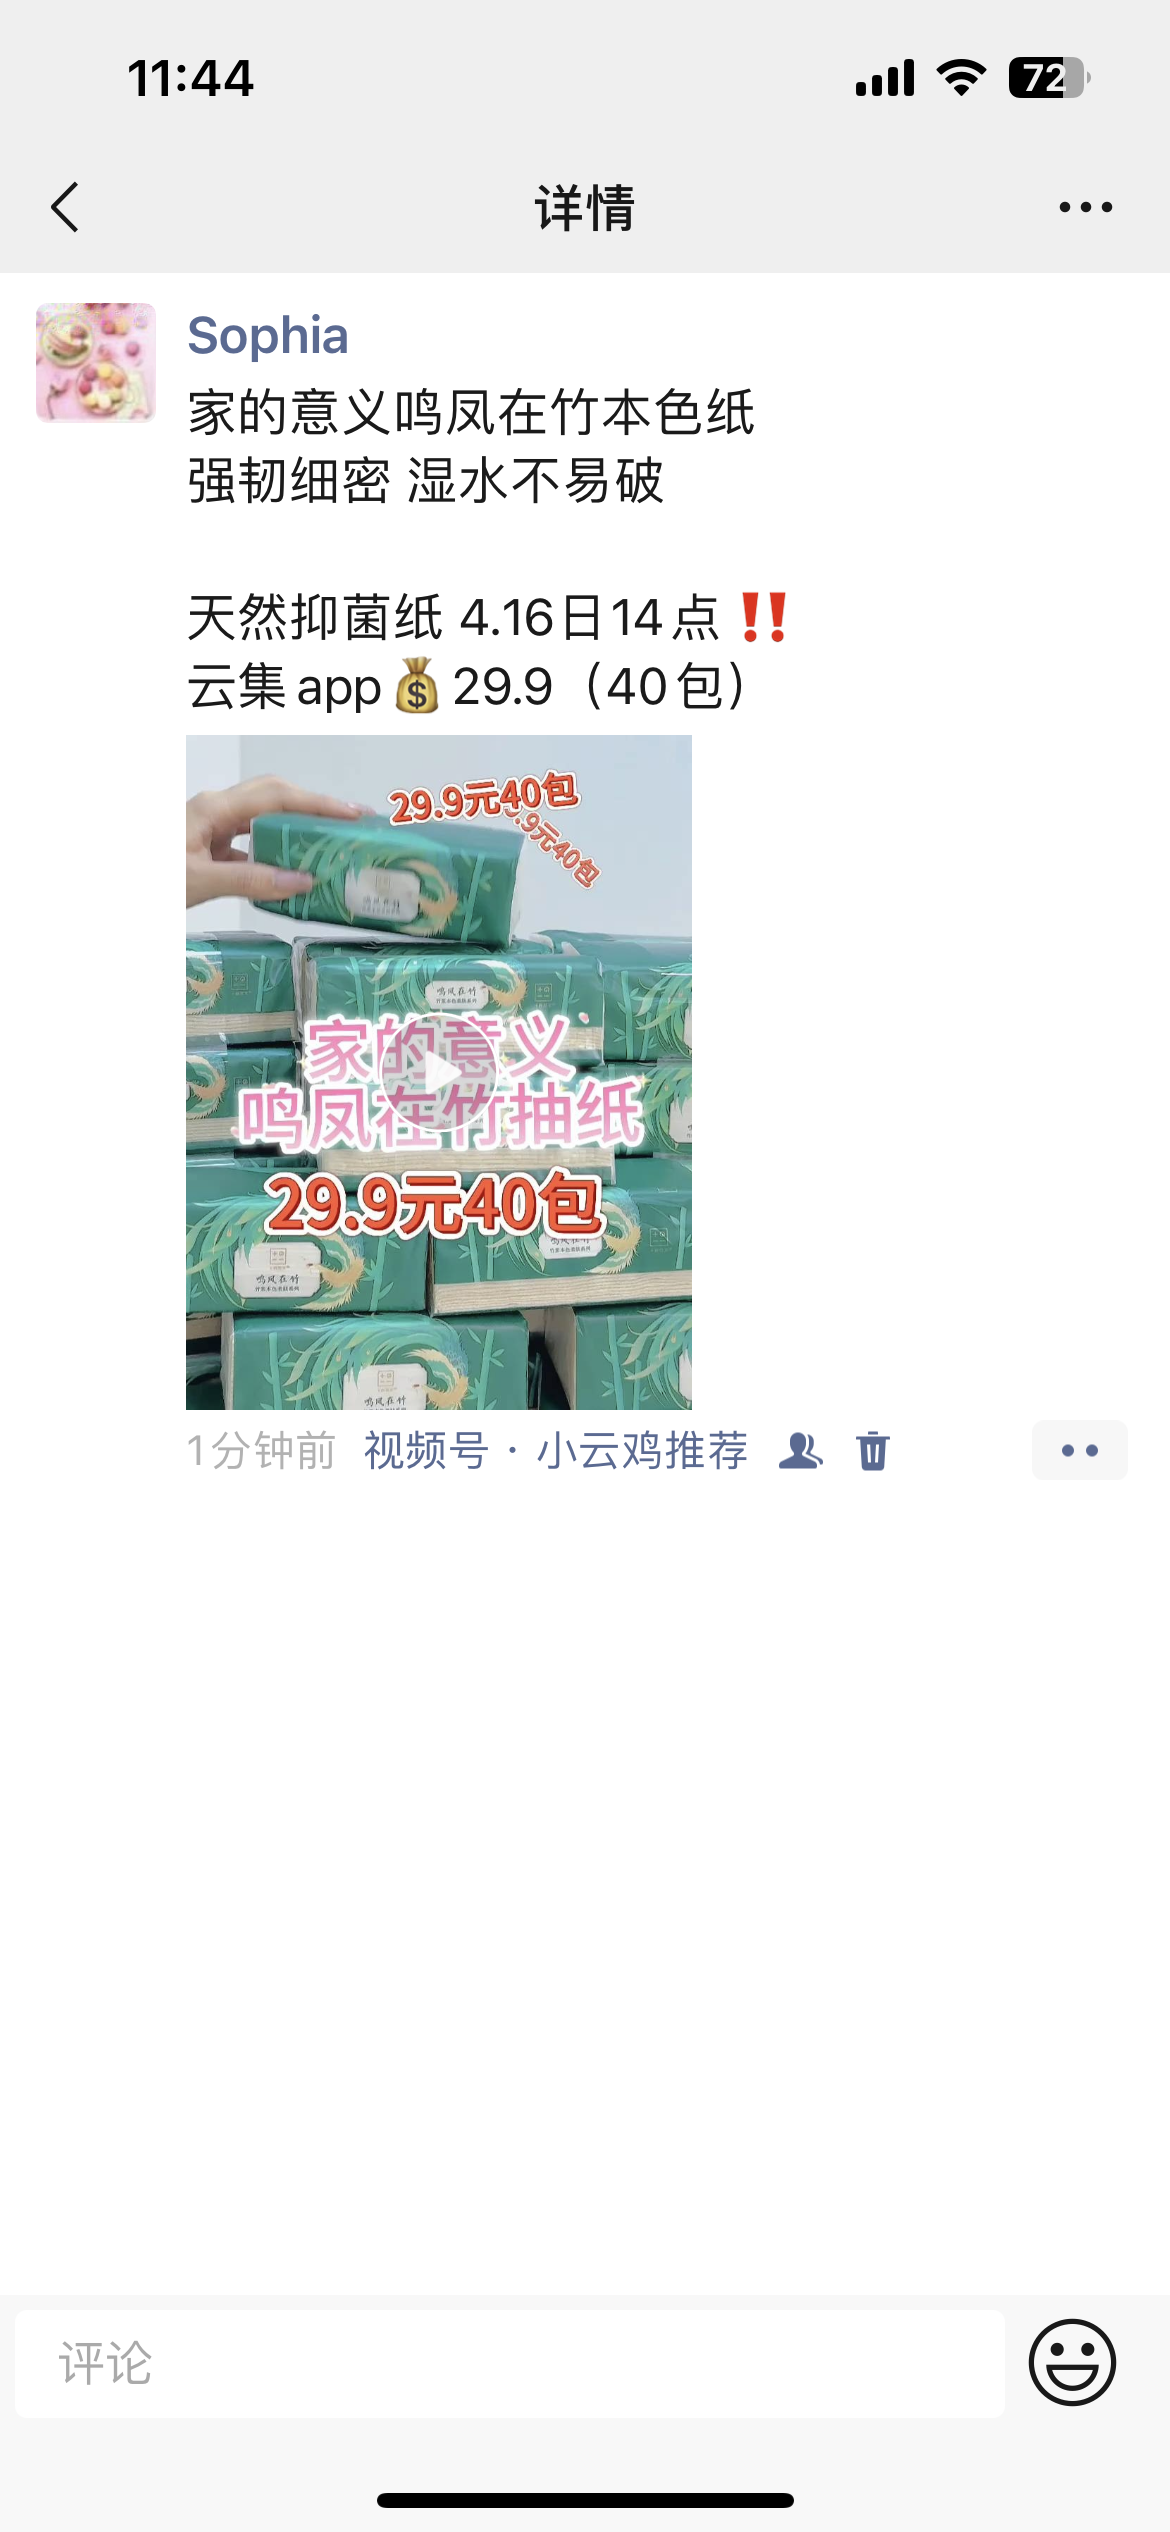 11:44
72
详情
Sophia
家的意义鸣凤在竹本色纸
强韧细密 湿水不易破
天然抑菌纸 4.16日14点‼️
云集app💰29.9（40包）
29.9元40包
.9元40包
鸣凤在竹
家的意义
鸣凤在竹抽纸
29.9元40包
鸣凤在竹
鸣凤在竹
鸣凤在竹
1分钟前 视频号 · 小云鸡推荐
评论